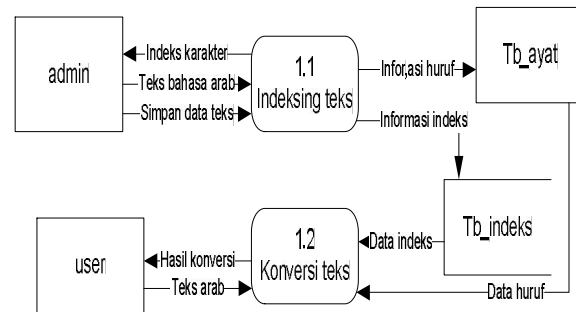 admin
Indeks karakter
Teks bahasa arab
Simpan data teks
1.1
Indeksing teks
Infor,asi huruf
Informasi indeks
Tb_ayat
Tb_indeks
user
Hasil konversi
Teks arab
1.2
Konversi teks
Data indeks
Data huruf